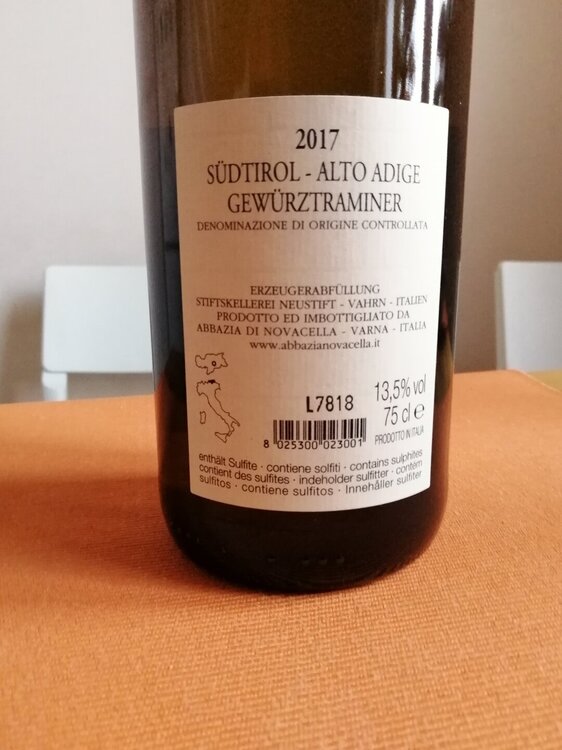 2017
SÜDTIROL - ALTO ADIGE
GEWÜRZTRAMINER
DENOMINAZIONE DI ORIGINE CONTROLLATA
ERZEUGERABFÜLLUNG
STIFTSKELLEREI NEUSTIFT - VAHRN - ITALIEN
PRODOTTO ED IMBOTTIGLIATO DA
ABBAZIA DI NOVACELLA - VARNA - ITALIA
www.abbazianovacella.it
L7818
13,5% vol
75 cl ℮
PRODOTTO IN ITALIA
8 025300 023001
enthält Sulfite · contiene solfiti · contains sulphites
contient des sulfites · indeholder sulfitter · contém
sulfitos · contiene sulfitos · Innehåller sulfiter